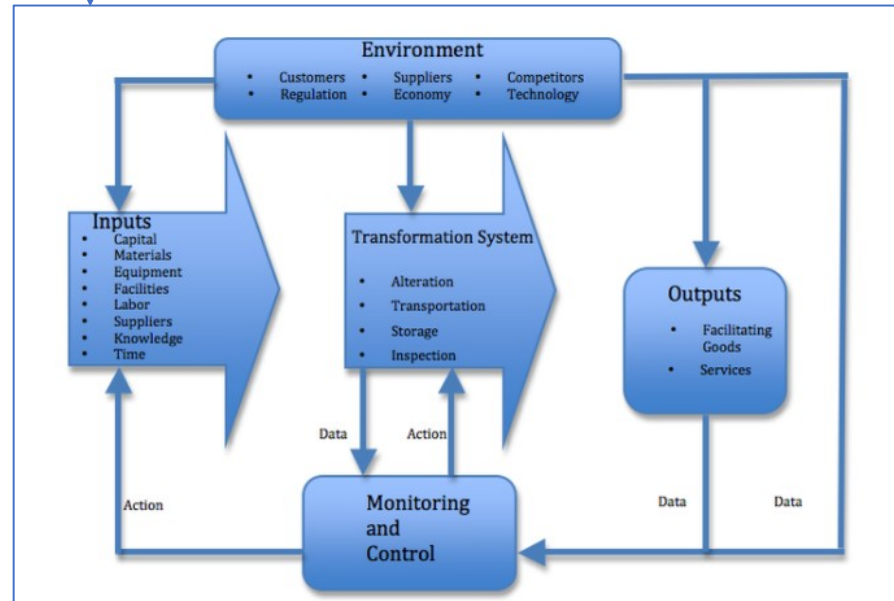 Environment
• Customers • Suppliers • Competitors
• Regulation • Economy • Technology
Inputs
• Capital
• Materials
• Equipment
• Facilities
• Labor
• Suppliers
• Knowledge
• Time
Transformation System
• Alteration
• Transportation
• Storage
• Inspection
Outputs
• Facilitating
Goods
• Services
Data
Action
Action
Monitoring
and
Control
Data
Data